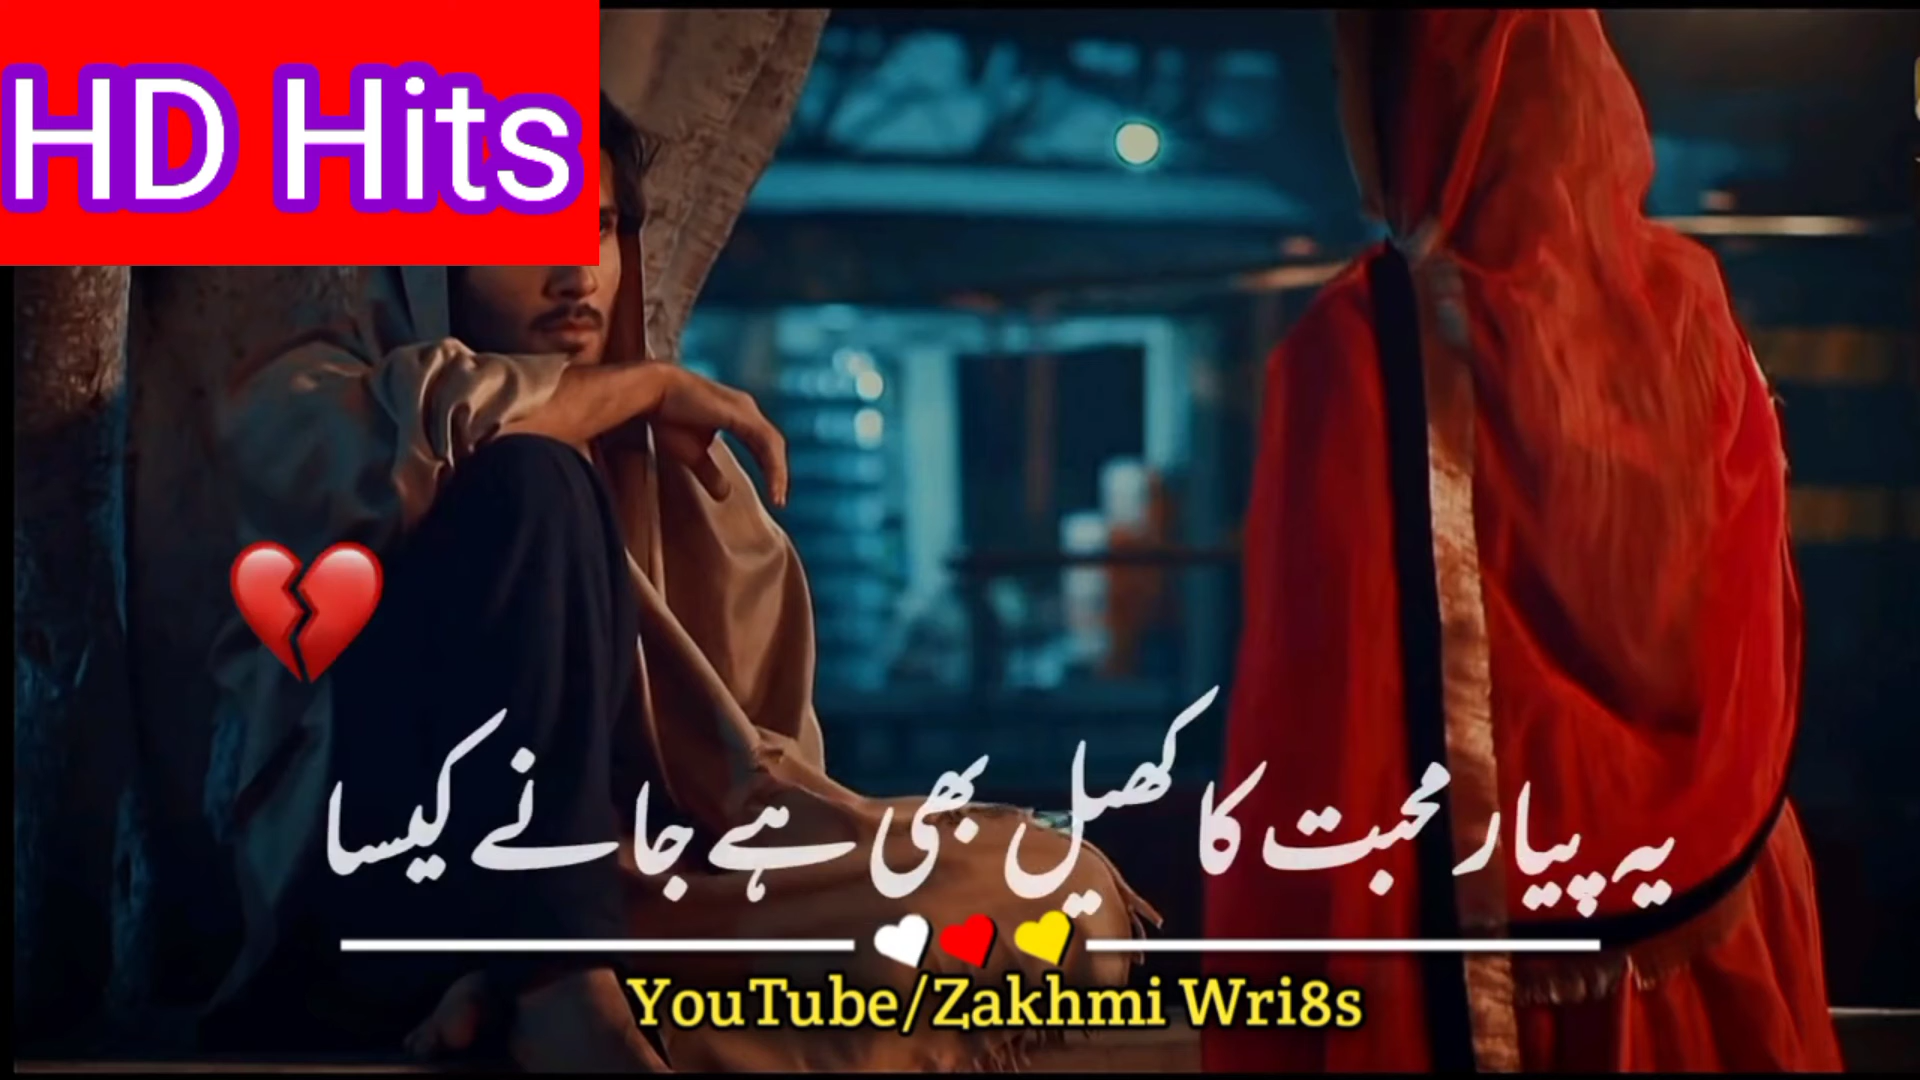 HD Hits
یہ پیار محبت کا کھیل بھی ہے جانے کیسا
YouTube/Zakhmi Wri8s